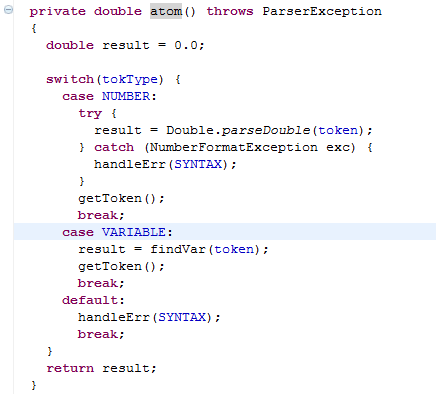 private double atom() throws ParserException
{
  double result = 0.0;

  switch(tokType) {
    case NUMBER:
      try {
        result = Double.parseDouble(token);
      } catch (NumberFormatException exc) {
        handleErr(SYNTAX);
      }
      getToken();
      break;
    case VARIABLE:
      result = findVar(token);
      getToken();
      break;
    default:
      handleErr(SYNTAX);
      break;
  }
  return result;
}